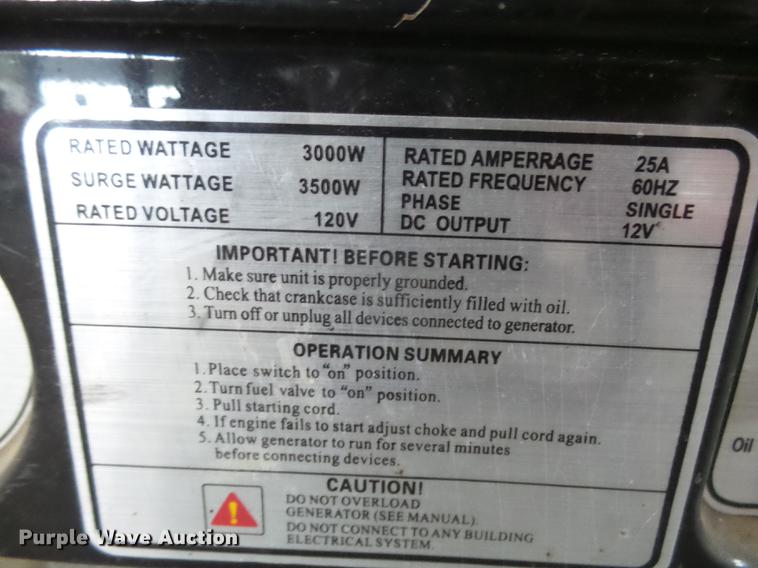 RATED WATTAGE 3000W
SURGE WATTAGE 3500W
RATED VOLTAGE 120V
RATED AMPERRAGE 25A
RATED FREQUENCY 60HZ
PHASE SINGLE
DC OUTPUT 12V
IMPORTANT! BEFORE STARTING:
1. Make sure unit is properly grounded.
2. Check that crankcase is sufficiently filled with oil.
3. Turn off or unplug all devices connected to generator.
OPERATION SUMMARY
1. Place switch to "on" position.
2. Turn fuel valve to "on" position.
3. Pull starting cord.
4. If engine fails to start adjust choke and pull cord again.
5. Allow generator to run for several minutes
before connecting devices.
CAUTION!
DO NOT OVERLOAD
GENERATOR (SEE MANUAL).
DO NOT CONNECT TO ANY BUILDING
ELECTRICAL SYSTEM.
Oil
Purple Wave Auction